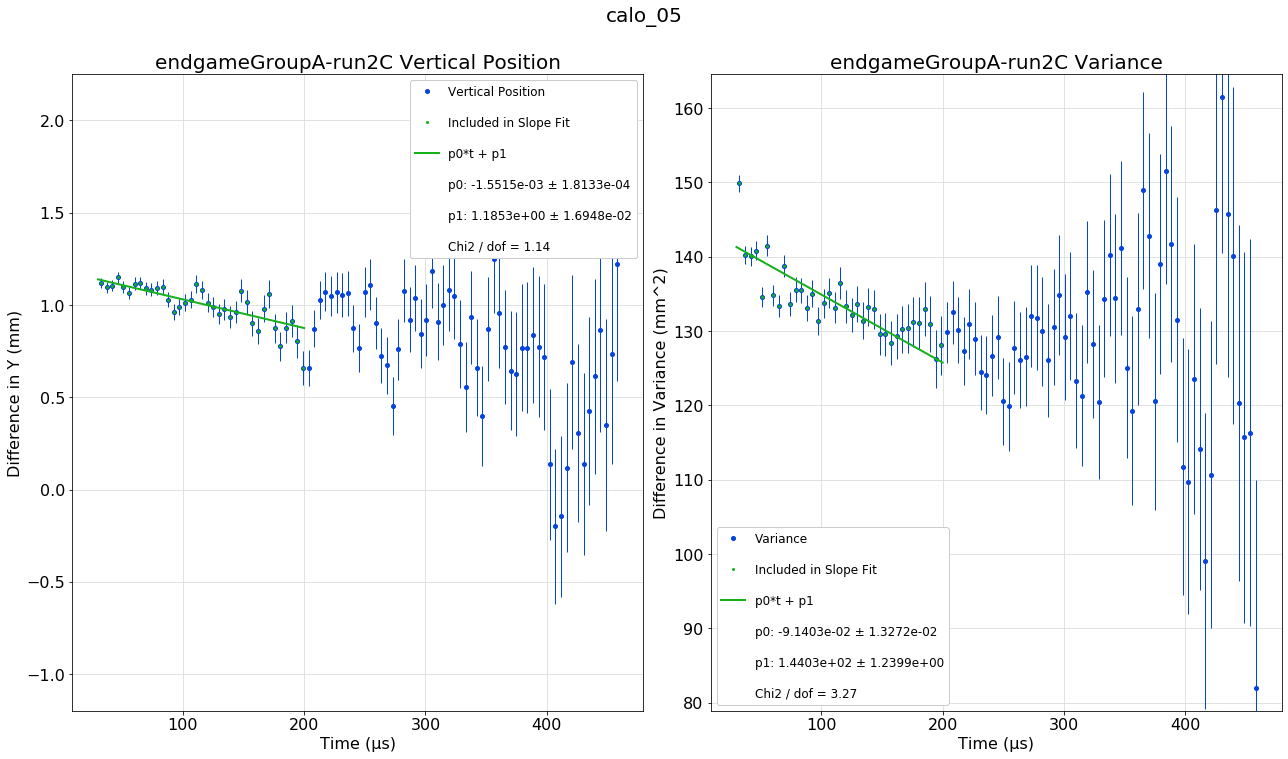 calo_05
endgameGroupA-run2C Vertical Position
Difference in Y (mm)
2.0
1.5
1.0
0.5
0.0
−0.5
−1.0
100 200 300 400
Time (μs)
Vertical Position
Included in Slope Fit
p0*t + p1
p0: -1.5515e-03 ± 1.8133e-04
p1: 1.1853e+00 ± 1.6948e-02
Chi2 / dof = 1.14
endgameGroupA-run2C Variance
Difference in Variance (mm^2)
160
150
140
130
120
110
100
90
80
100 200 300 400
Time (μs)
Variance
Included in Slope Fit
p0*t + p1
p0: -9.1403e-02 ± 1.3272e-02
p1: 1.4403e+02 ± 1.2399e+00
Chi2 / dof = 3.27